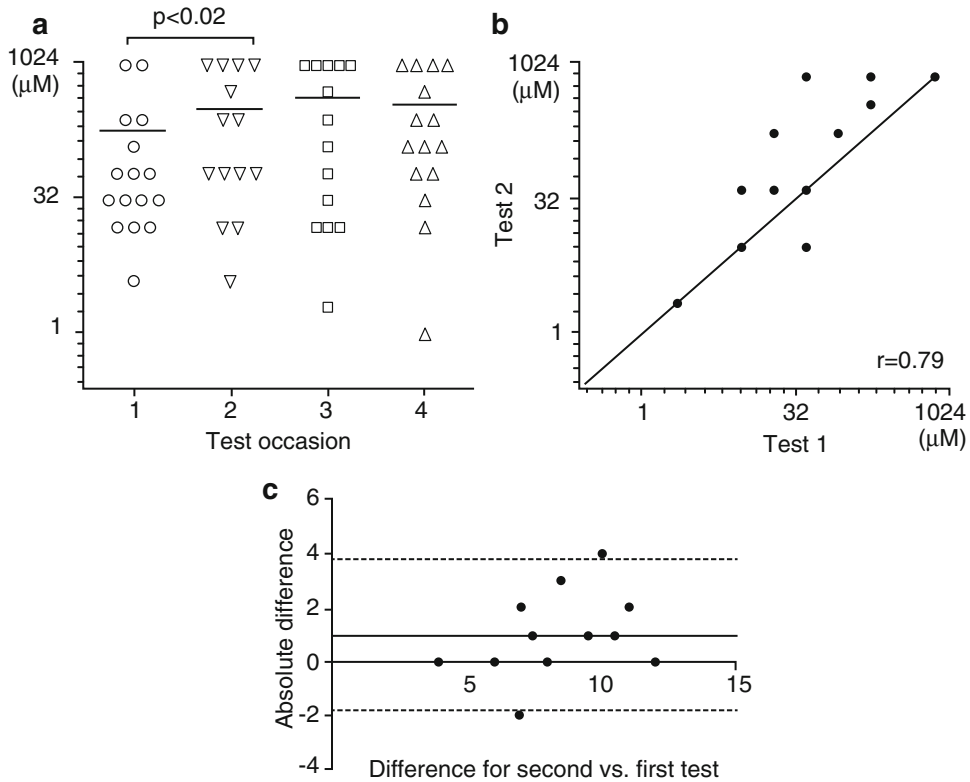 a
p<0.02
1024
(μM)
32
1
1 2 3 4
Test occasion
b
1024
(μM)
32
1
Test 2
r=0.79
1 32 1024
Test 1 (μM)
c
6
4
2
0
-2
-4
Absolute difference
5 10 15
Difference for second vs. first test